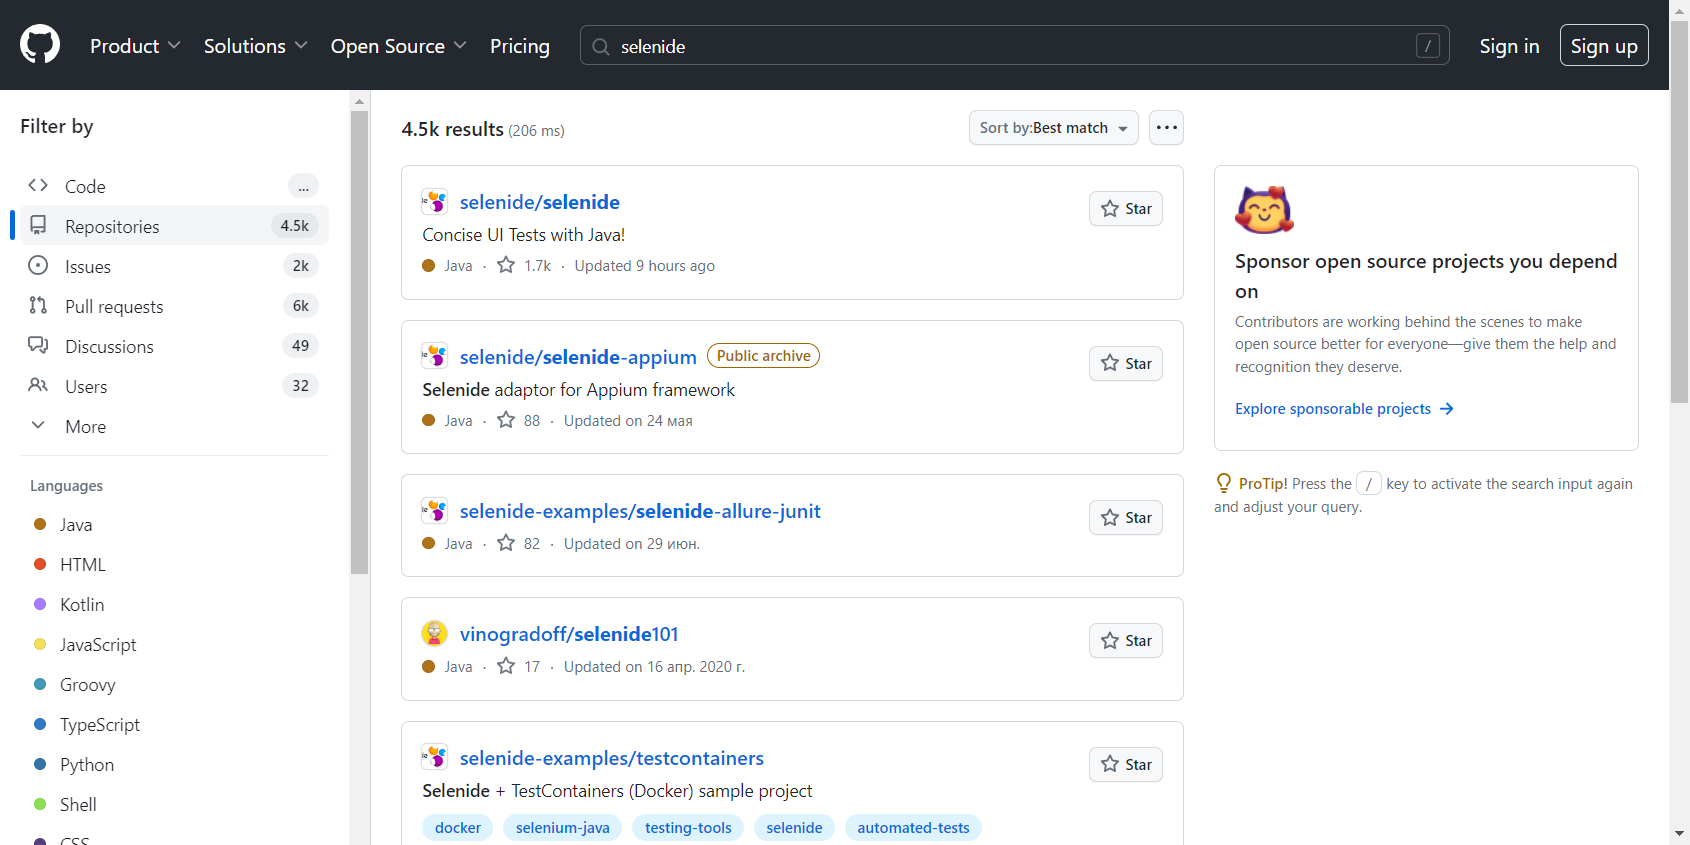 Product Solutions Open Source Pricing selenide / Sign in Sign up
Filter by
Code ...
Repositories 4.5k
Issues 2k
Pull requests 6k
Discussions 49
Users 32
More
Languages
Java
HTML
Kotlin
JavaScript
Groovy
TypeScript
Python
Shell
CSS
4.5k results (206 ms)
Sort by:Best match
selenide/selenide
Star
Concise UI Tests with Java!
Java · 1.7k · Updated 9 hours ago
selenide/selenide-appium Public archive
Star
Selenide adaptor for Appium framework
Java · 88 · Updated on 24 мая
selenide-examples/selenide-allure-junit
Star
Java · 82 · Updated on 29 июн.
vinogradoff/selenide101
Star
Java · 17 · Updated on 16 апр. 2020 г.
selenide-examples/testcontainers
Star
Selenide + TestContainers (Docker) sample project
docker selenium-java testing-tools selenide automated-tests
Sponsor open source projects you depend
on
Contributors are working behind the scenes to make
open source better for everyone—give them the help and
recognition they deserve.
Explore sponsorable projects
ProTip! Press the / key to activate the search input again
and adjust your query.